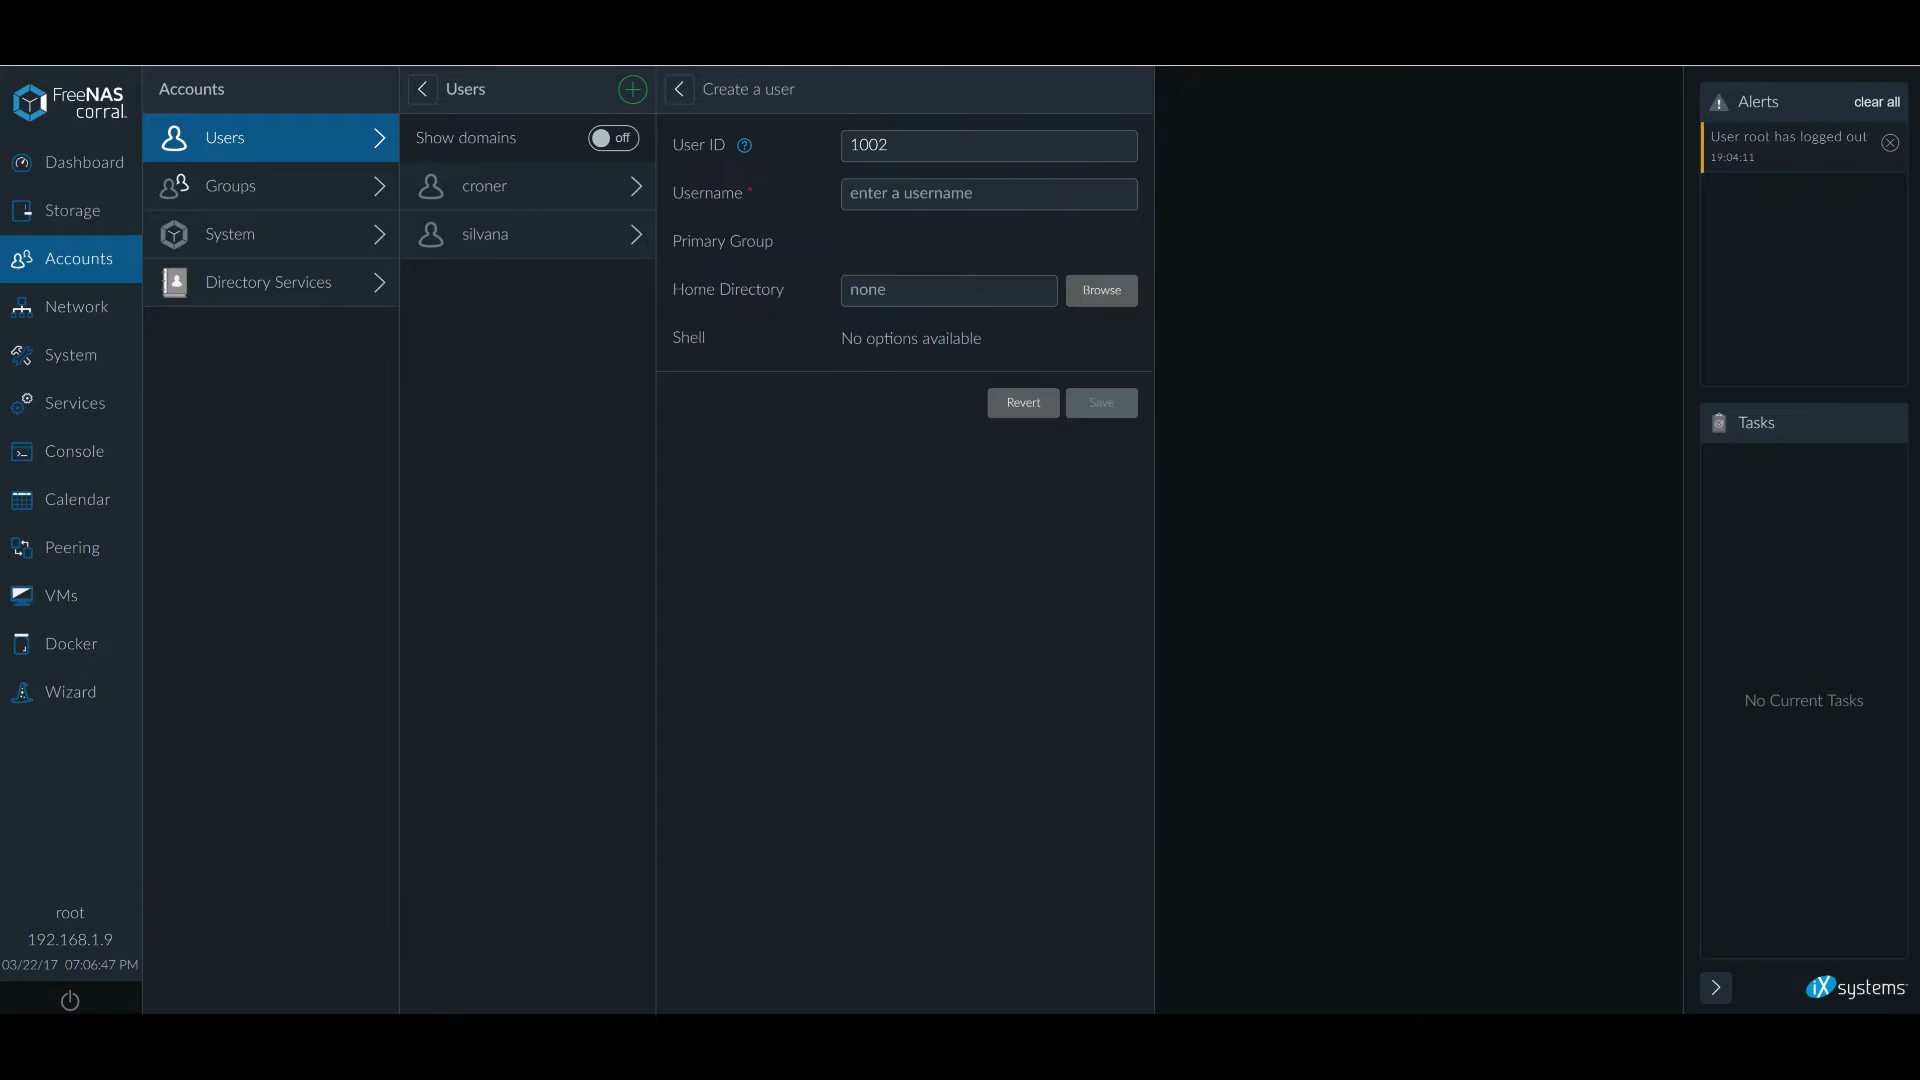 FreeNAS
corral
Dashboard
Storage
Accounts
Network
System
Services
Console
Calendar
Peering
VMs
Docker
Wizard
root
192.168.1.9
03/22/17 07:06:47 PM
Accounts
Users
Groups
System
Directory Services
Users
Show domains off
croner
silvana
Create a user
User ID ? 1002
Username * enter a username
Primary Group
Home Directory none Browse
Shell No options available
Revert Save
Alerts clear all
User root has logged out
19:04:11
Tasks
No Current Tasks
iXsystems